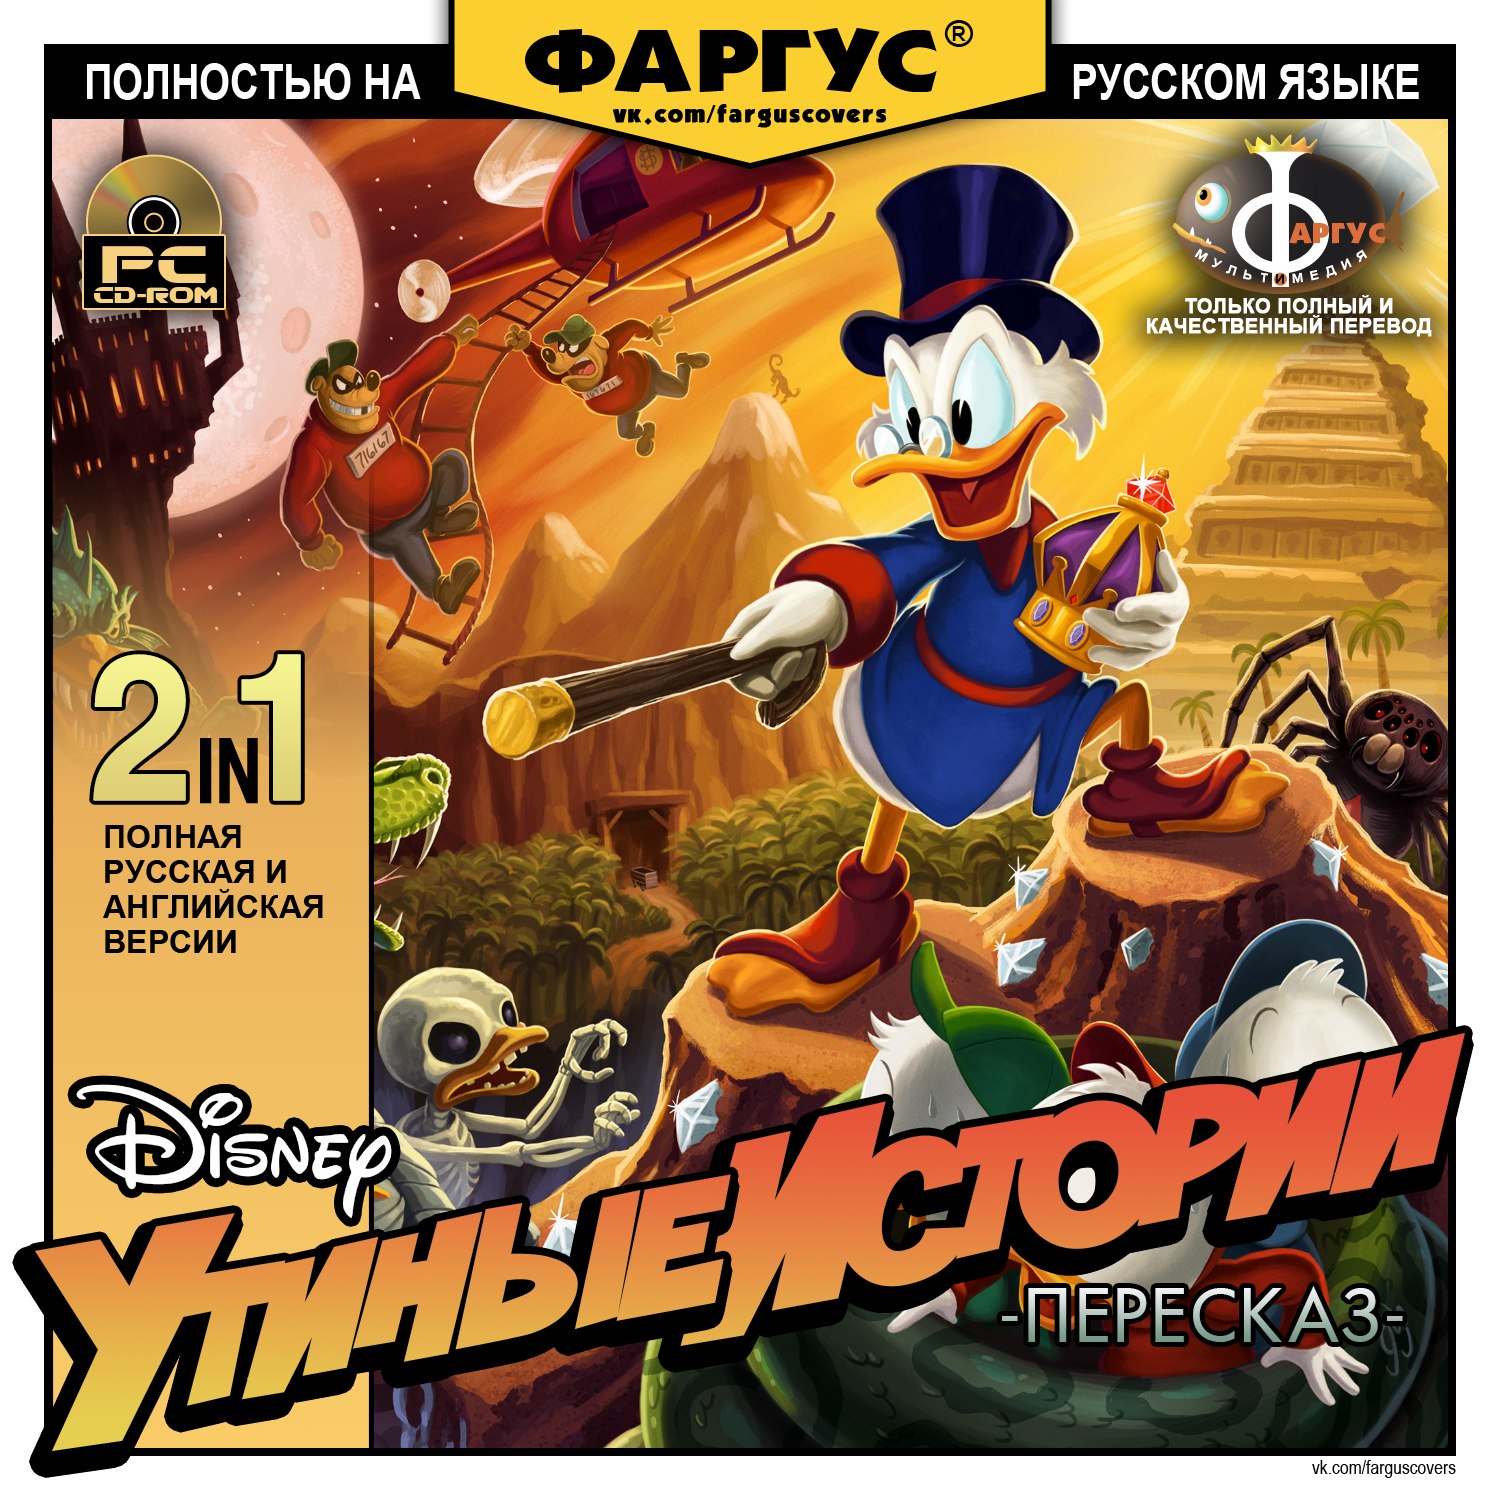 ФАРГУС®
vk.com/farguscovers
ПОЛНОСТЬЮ НА
РУССКОМ ЯЗЫКЕ
PC
CD-ROM
ФАРГУС
МУЛЬТИМЕДИЯ
ТОЛЬКО ПОЛНЫЙ И
КАЧЕСТВЕННЫЙ ПЕРЕВОД
716167
2IN1
ПОЛНАЯ
РУССКАЯ И
АНГЛИЙСКАЯ
ВЕРСИИ
Disney
УТИНЫЕ ИСТОРИИ
-ПЕРЕСКАЗ-
vk.com/farguscovers